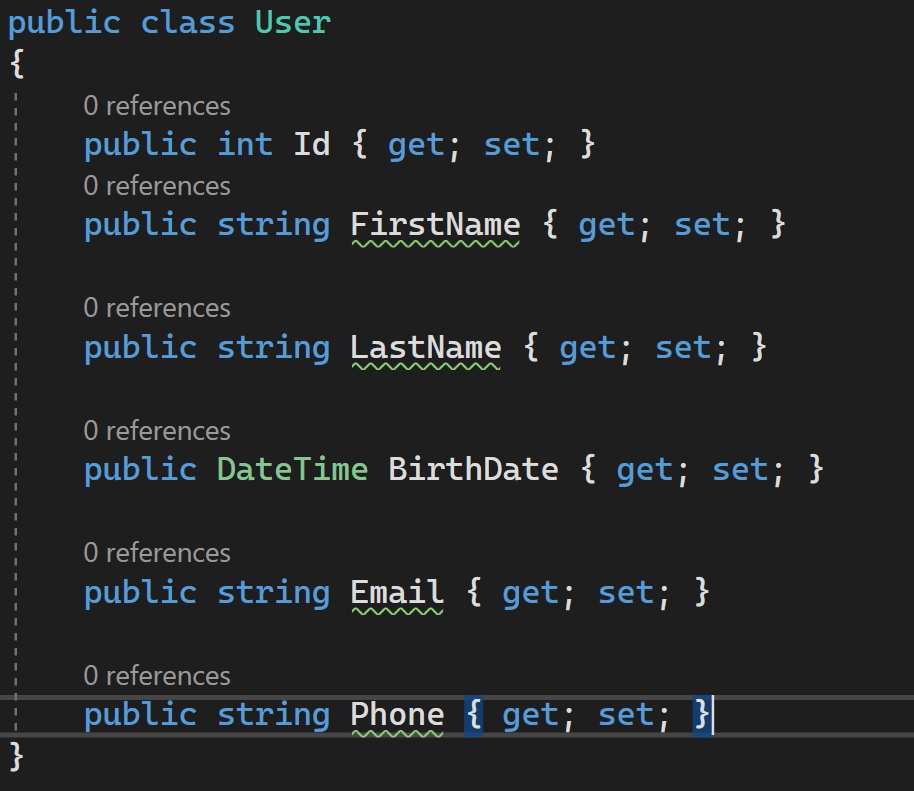 public class User
{
0 references
public int Id { get; set; }
0 references
public string FirstName { get; set; }
0 references
public string LastName { get; set; }
0 references
public DateTime BirthDate { get; set; }
0 references
public string Email { get; set; }
0 references
public string Phone { get; set; }
}